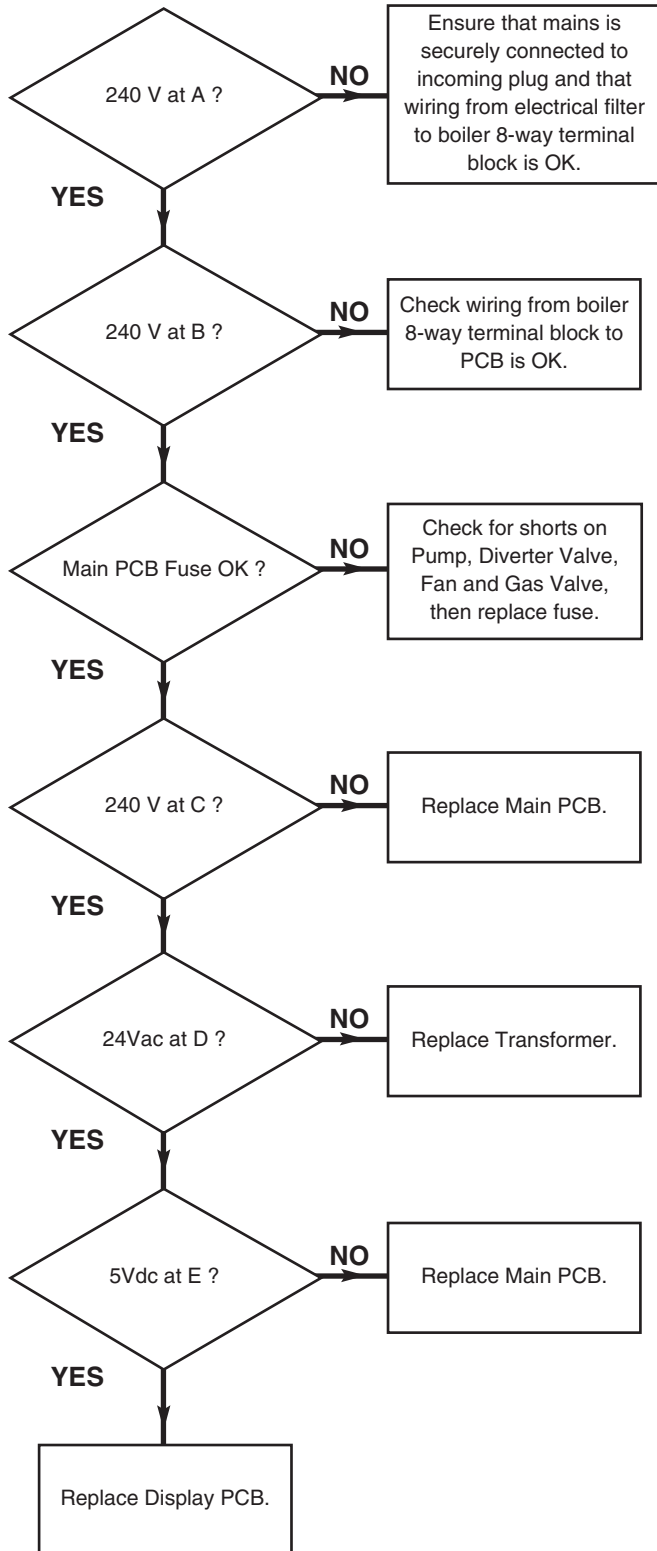 240 V at A ?
NO
Ensure that mains is
securely connected to
incoming plug and that
wiring from electrical filter
to boiler 8-way terminal
block is OK.
YES
240 V at B ?
NO
Check wiring from boiler
8-way terminal block to
PCB is OK.
YES
Main PCB Fuse OK ?
NO
Check for shorts on
Pump, Diverter Valve,
Fan and Gas Valve,
then replace fuse.
YES
240 V at C ?
NO
Replace Main PCB.
YES
24Vac at D ?
NO
Replace Transformer.
YES
5Vdc at E ?
NO
Replace Main PCB.
YES
Replace Display PCB.